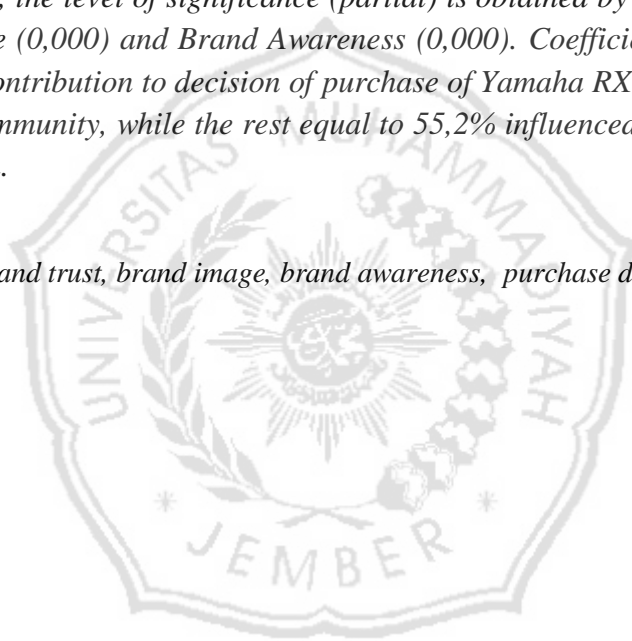 , the level of significance (partial) is obtained by
e (0,000) and Brand Awareness (0,000). Coeffici
ontribution to decision of purchase of Yamaha RX
mmunity, while the rest equal to 55,2% influenced
.
and trust, brand image, brand awareness, purchase d
UNIVERSITAS MUHAMMADIYAH
JEMBER